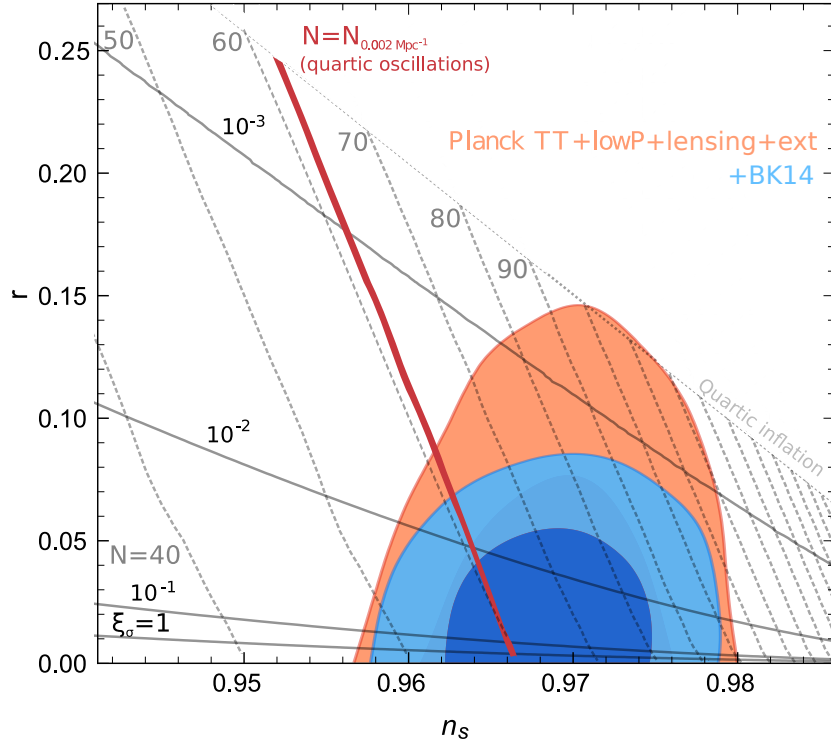 50
60
N=N0.002 Mpc-1
(quartic oscillations)
0.25
10-3
70
Planck TT+lowP+lensing+ext
+BK14
0.20
80
90
r
0.15
0.10
10-2
Quartic inflation
0.05
N=40
10-1
ξσ=1
0.00
0.95
0.96
0.97
0.98
ns